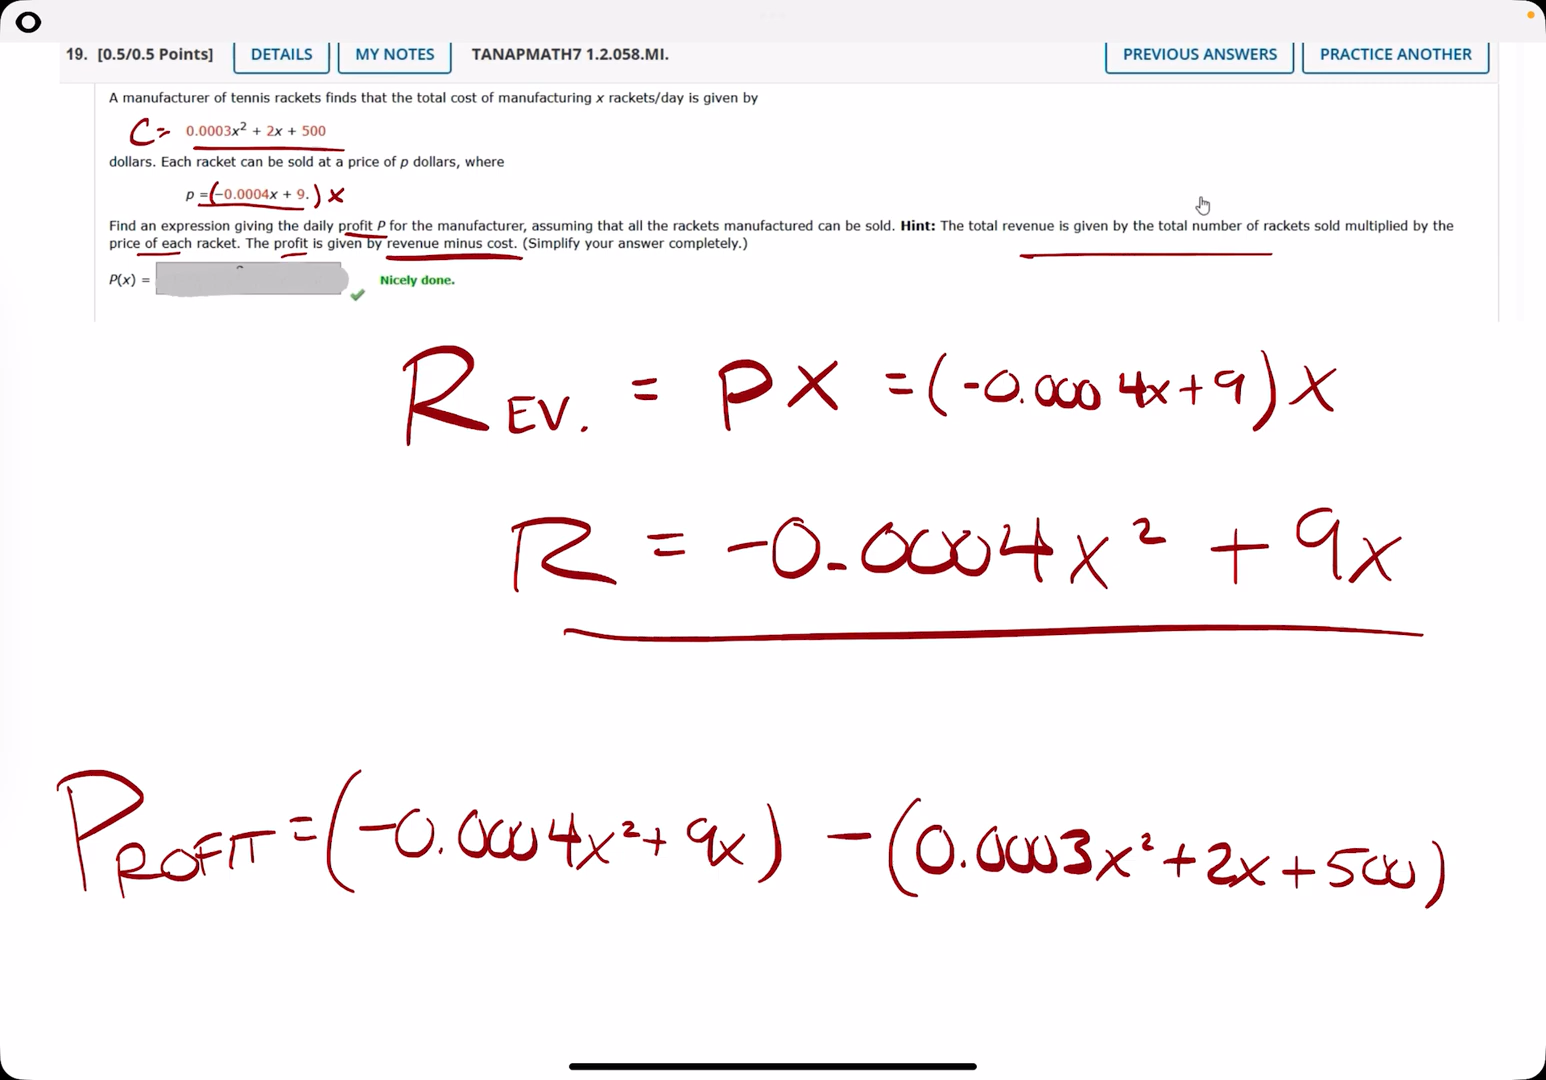 19. [0.5/0.5 Points] DETAILS MY NOTES TANAPMATH7 1.2.058.MI. PREVIOUS ANSWERS PRACTICE ANOTHER
A manufacturer of tennis rackets finds that the total cost of manufacturing x rackets/day is given by
C = 0.0003x² + 2x + 500
dollars. Each racket can be sold at a price of p dollars, where
p = (-0.0004x + 9.) x
Find an expression giving the daily profit P for the manufacturer, assuming that all the rackets manufactured can be sold. Hint: The total revenue is given by the total number of rackets sold multiplied by the
price of each racket. The profit is given by revenue minus cost. (Simplify your answer completely.)
P(x) = Nicely done.
REV. = PX = (-0.0004x+9)X
R = -0.0004x² + 9x
PROFIT = (-0.0004x² + 9x) - (0.0003x² + 2x + 500)